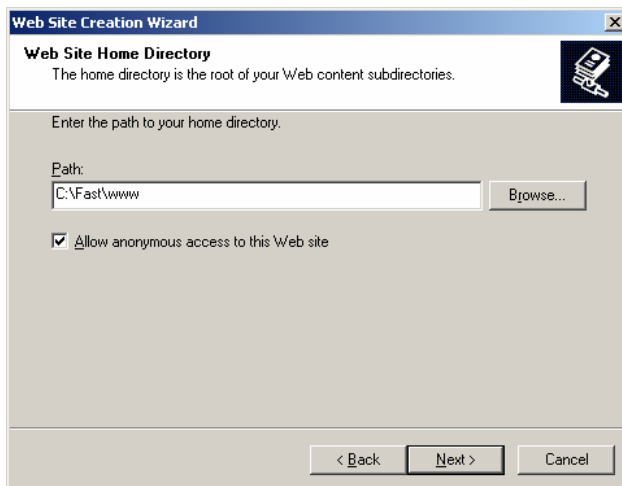 Web Site Creation Wizard
Web Site Home Directory
The home directory is the root of your Web content subdirectories.
Enter the path to your home directory.
Path:
C:\Fast\www
Browse...
Allow anonymous access to this Web site
< Back
Next >
Cancel